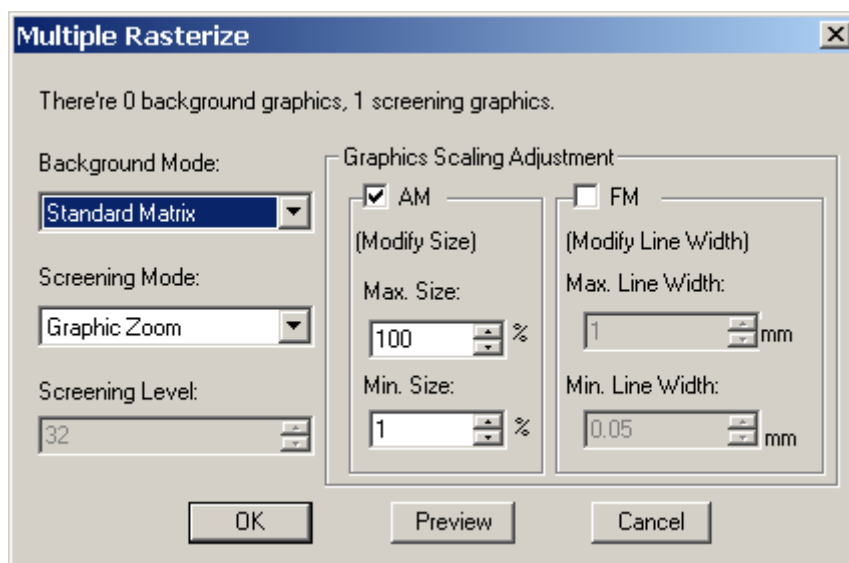 Multiple Rasterize
There're 0 background graphics, 1 screening graphics.
Background Mode:
Standard Matrix
Screening Mode:
Graphic Zoom
Screening Level:
32
Graphics Scaling Adjustment
AM
(Modify Size)
Max. Size:
100 %
Min. Size:
1 %
FM
(Modify Line Width)
Max. Line Width:
1 mm
Min. Line Width:
0.05 mm
OK
Preview
Cancel